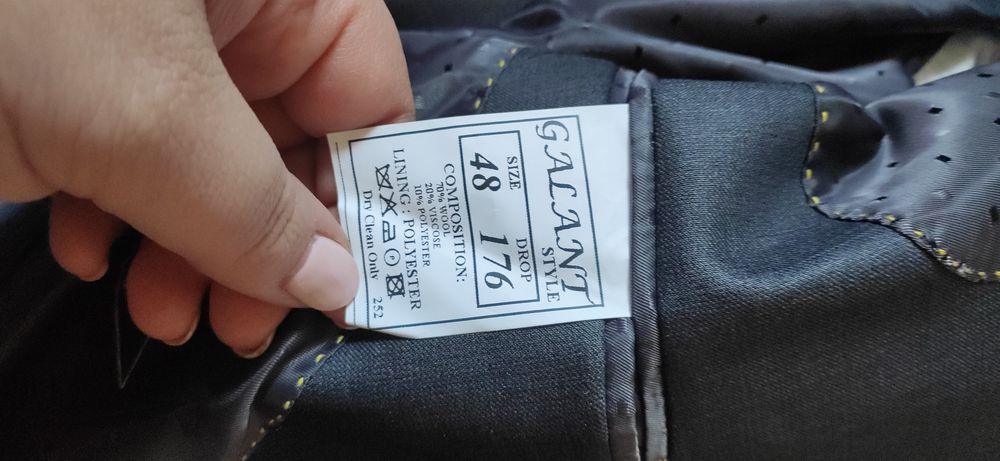 GALANT
STYLE
SIZE DROP
48 176
COMPOSITION:
70% WOOL
20% VISCOSE
10% POLYESTER
LINING : POLYESTER
Dry Clean Only 252